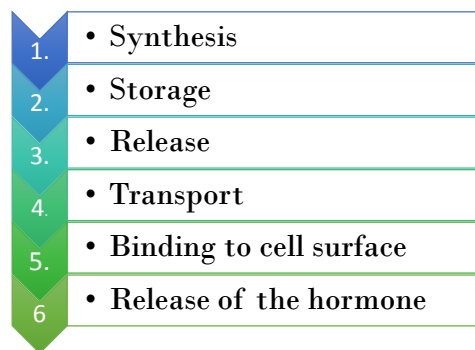 1. • Synthesis
2. • Storage
3. • Release
4. • Transport
5. • Binding to cell surface
6 • Release of the hormone